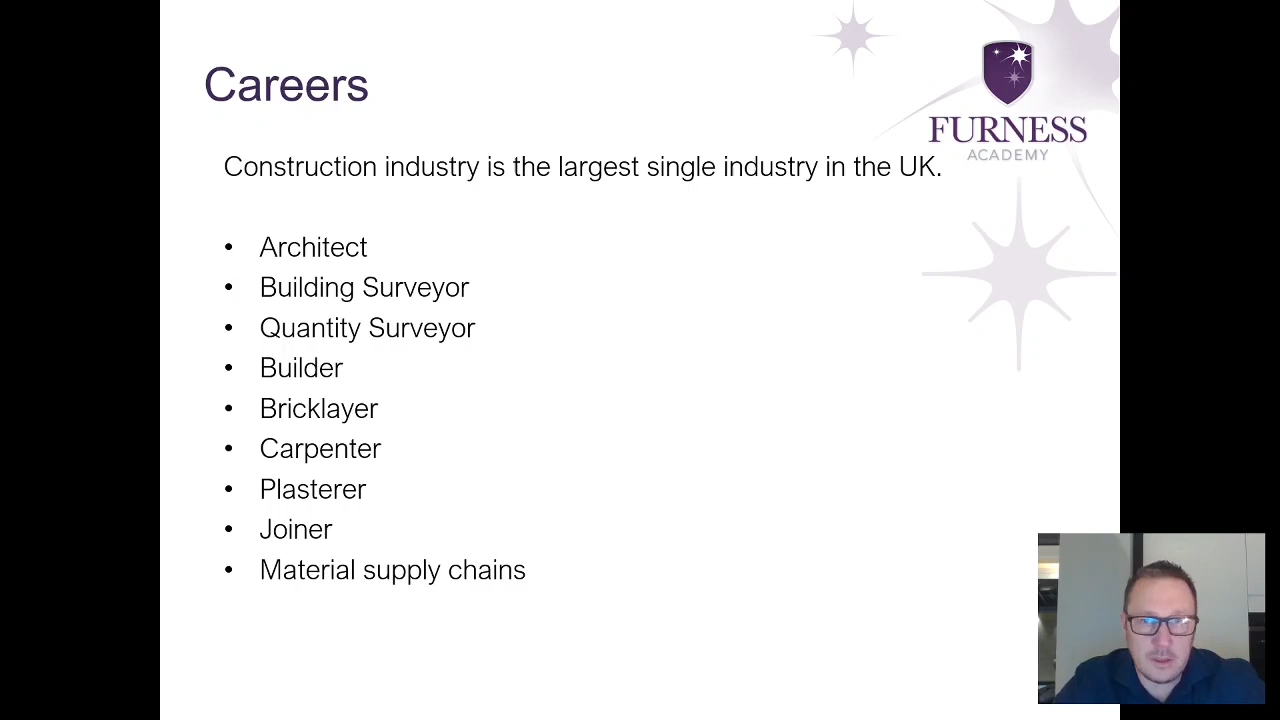 Careers
FURNESS
ACADEMY
Construction industry is the largest single industry in the UK.
• Architect
• Building Surveyor
• Quantity Surveyor
• Builder
• Bricklayer
• Carpenter
• Plasterer
• Joiner
• Material supply chains